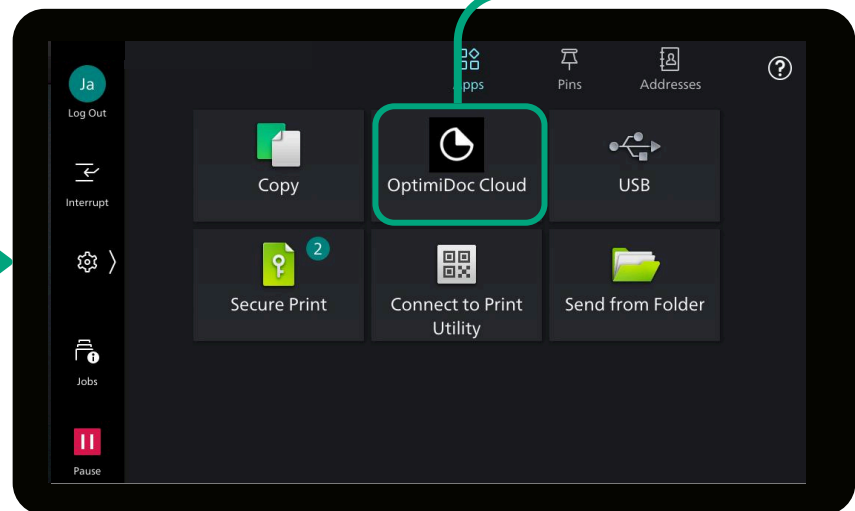 Ja
Log Out
Interrupt
Jobs
Pause
Apps
Pins
Addresses
?
Copy
OptimiDoc Cloud
USB
2
Secure Print
Connect to Print
Utility
Send from Folder